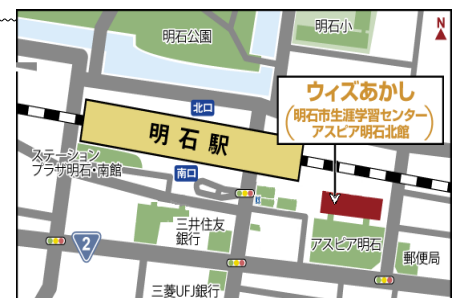 明石公園
明石小
N
北口
ウィズあかし
(明石市生涯学習センター
アスピア明石北館)
明石駅
ステーション
プラザ明石・南館
南口
三井住友
銀行
アスピア明石
郵便局
2
三菱UFJ銀行